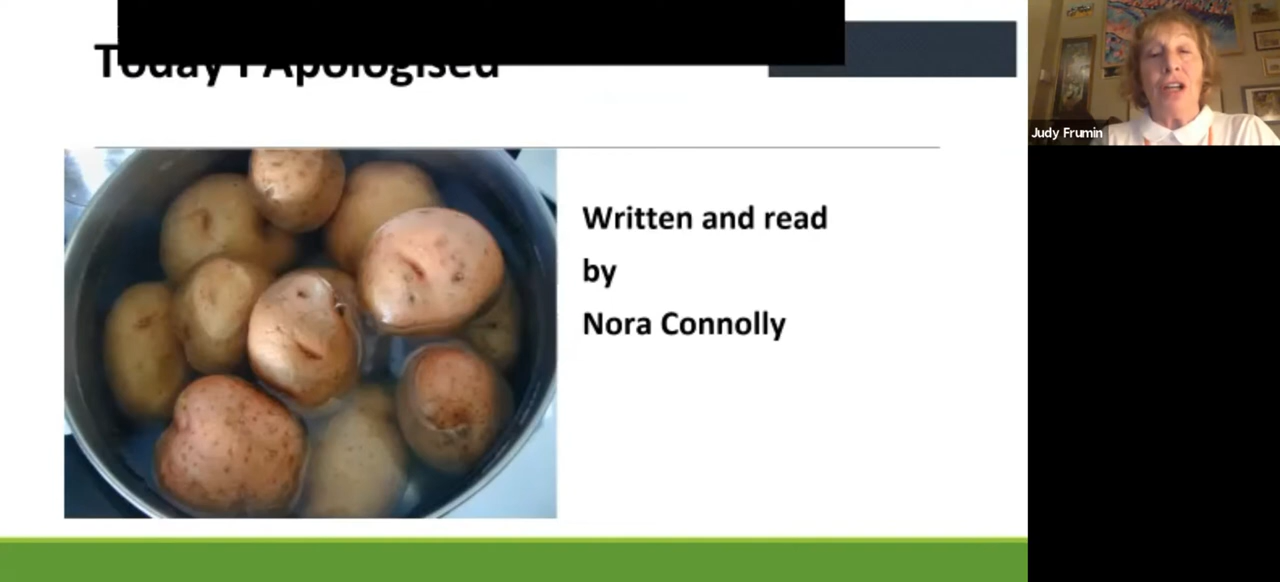 Today I Apologised
Written and read
by
Nora Connolly
Judy Frumin